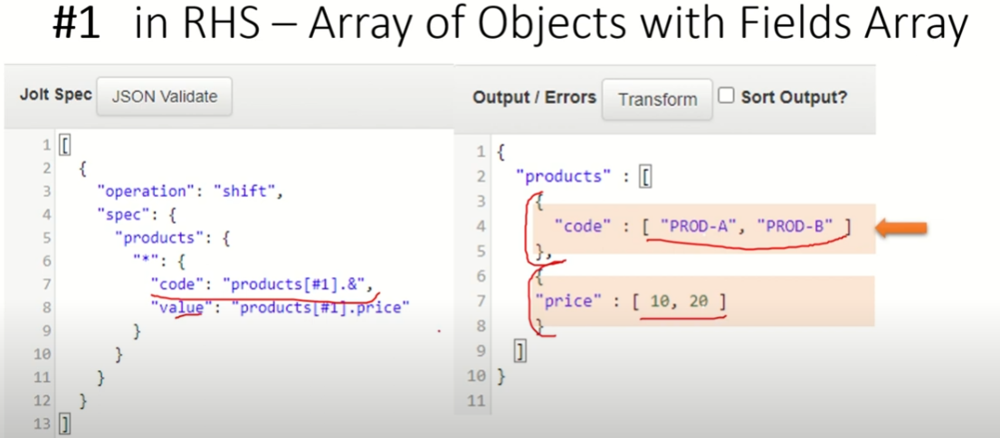 #1 in RHS – Array of Objects with Fields Array
Jolt Spec JSON Validate
1 [
2 {
3 "operation": "shift",
4 "spec": {
5 "products": {
6 "*": {
7 "code": "products[#1].&",
8 "value": "products[#1].price"
9 }
10 }
11 }
12 }
13 ]
Output / Errors Transform Sort Output?
1 {
2 "products" : [
3 {
4 "code" : [ "PROD-A", "PROD-B" ]
5 },
6 {
7 "price" : [ 10, 20 ]
8 }
9 ]
10 }
11